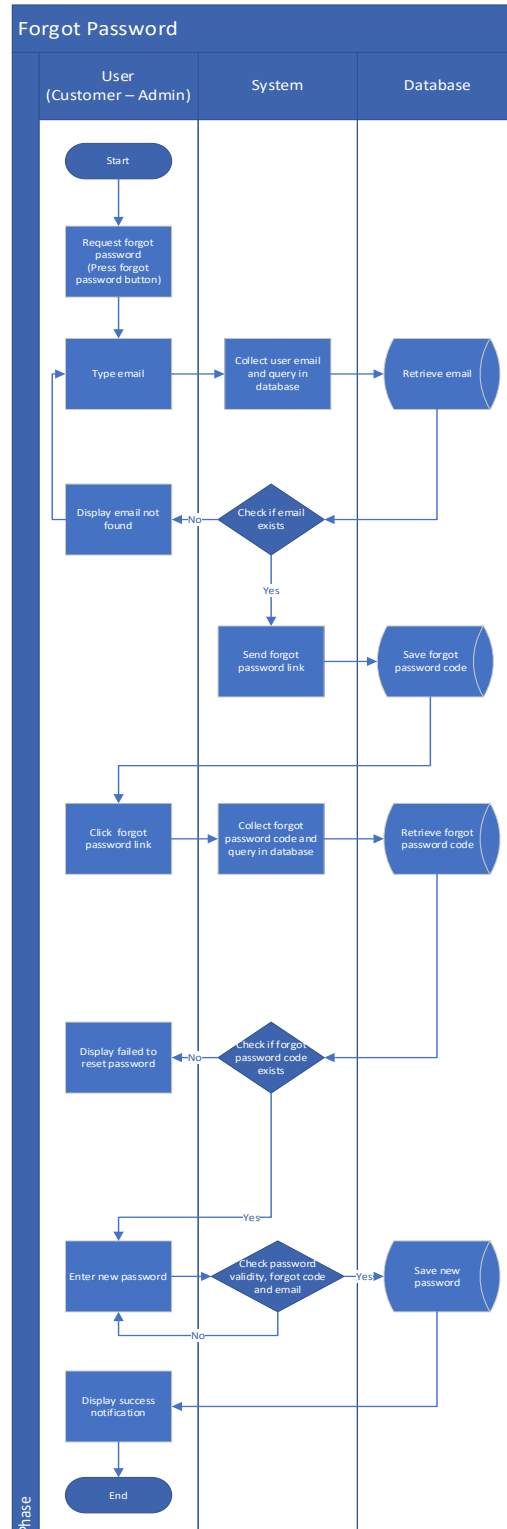 Forgot Password
User
(Customer – Admin)
System
Database
Start
Request forgot
password
(Press forgot
password button)
Type email
Collect user email
and query in
database
Retrieve email
Display email not
found
No
Check if email
exists
Yes
Send forgot
password link
Save forgot
password code
Click forgot
password link
Collect forgot
password code and
query in database
Retrieve forgot
password code
Display failed to
reset password
No
Check if forgot
password code
exists
Yes
Enter new password
Check password
validity, forgot code
and email
Yes
Save new
password
No
Display success
notification
End
Phase